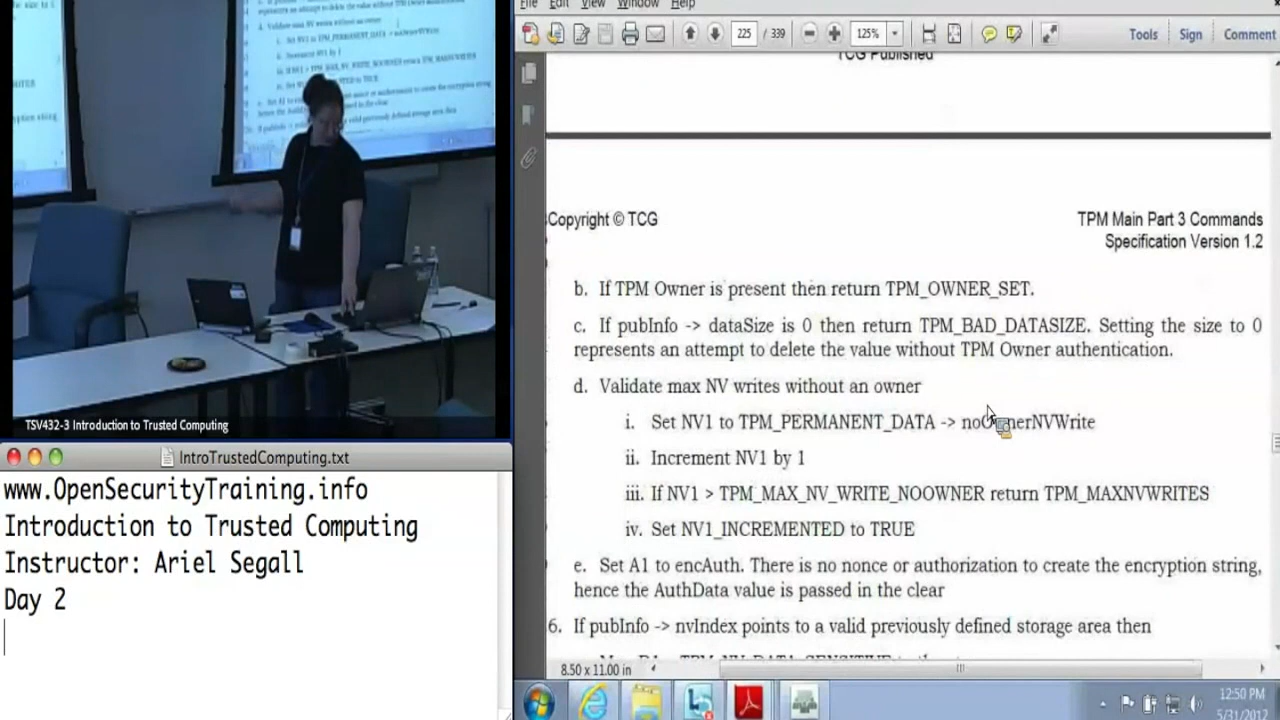 TSV432-3 Introduction to Trusted Computing
IntroTrustedComputing.txt
www.OpenSecurityTraining.info
Introduction to Trusted Computing
Instructor: Ariel Segall
Day 2
File Edit View Window Help
225 / 339 125% Tools Sign Comment
TCG Published
Copyright © TCG TPM Main Part 3 Commands
Specification Version 1.2
b. If TPM Owner is present then return TPM_OWNER_SET.
c. If pubInfo -> dataSize is 0 then return TPM_BAD_DATASIZE. Setting the size to 0
represents an attempt to delete the value without TPM Owner authentication.
d. Validate max NV writes without an owner
i. Set NV1 to TPM_PERMANENT_DATA -> noOwnerNVWrite
ii. Increment NV1 by 1
iii. If NV1 > TPM_MAX_NV_WRITE_NOOWNER return TPM_MAXNVWRITES
iv. Set NV1_INCREMENTED to TRUE
e. Set A1 to encAuth. There is no nonce or authorization to create the encryption string,
hence the AuthData value is passed in the clear
6. If pubInfo -> nvIndex points to a valid previously defined storage area then
8.50 x 11.00 in
12:50 PM
5/31/2012